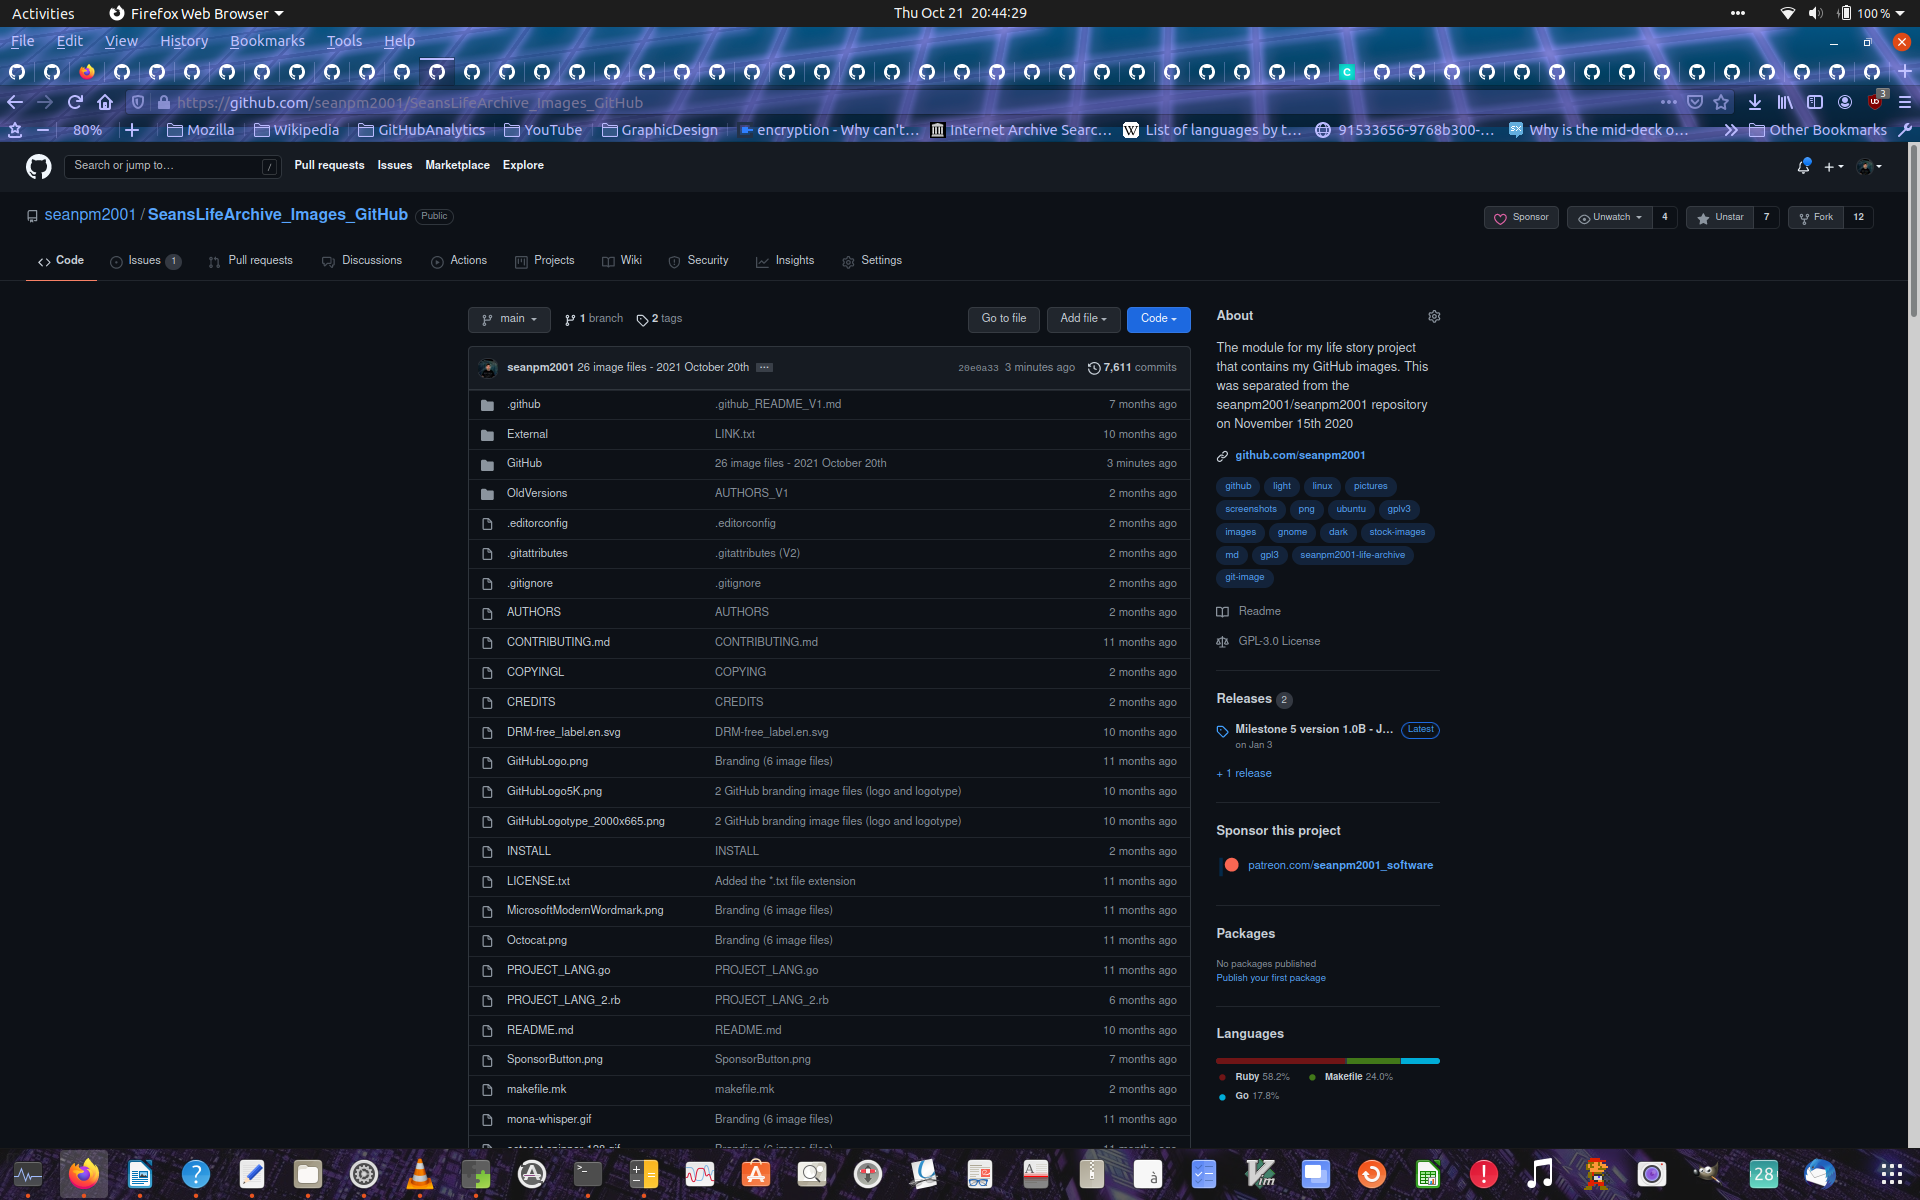 Activities Firefox Web Browser Thu Oct 21 20:44:29 100 %
File Edit View History Bookmarks Tools Help
https://github.com/seanpm2001/SeansLifeArchive_Images_GitHub 3
80% Mozilla Wikipedia GitHubAnalytics YouTube GraphicDesign encryption - Why can't… Internet Archive Searc… List of languages by t… 91533656-9768b300-… Why is the mid-deck o… Other Bookmarks
Search or jump to… / Pull requests Issues Marketplace Explore
seanpm2001 / SeansLifeArchive_Images_GitHub Public Sponsor Unwatch 4 Unstar 7 Fork 12
Code Issues 1 Pull requests Discussions Actions Projects Wiki Security Insights Settings
main 1 branch 2 tags Go to file Add file Code
seanpm2001 26 image files - 2021 October 20th ... 20e0a33 3 minutes ago 7,611 commits
.github .github_README_V1.md 7 months ago
External LINK.txt 10 months ago
GitHub 26 image files - 2021 October 20th 3 minutes ago
OldVersions AUTHORS_V1 2 months ago
.editorconfig .editorconfig 2 months ago
.gitattributes .gitattributes (V2) 2 months ago
.gitignore .gitignore 2 months ago
AUTHORS AUTHORS 2 months ago
CONTRIBUTING.md CONTRIBUTING.md 11 months ago
COPYINGL COPYING 2 months ago
CREDITS CREDITS 2 months ago
DRM-free_label.en.svg DRM-free_label.en.svg 10 months ago
GitHubLogo.png Branding (6 image files) 11 months ago
GitHubLogo5K.png 2 GitHub branding image files (logo and logotype) 10 months ago
GitHubLogotype_2000x665.png 2 GitHub branding image files (logo and logotype) 10 months ago
INSTALL INSTALL 2 months ago
LICENSE.txt Added the *.txt file extension 11 months ago
MicrosoftModernWordmark.png Branding (6 image files) 11 months ago
Octocat.png Branding (6 image files) 11 months ago
PROJECT_LANG.go PROJECT_LANG.go 11 months ago
PROJECT_LANG_2.rb PROJECT_LANG_2.rb 6 months ago
README.md README.md 10 months ago
SponsorButton.png SponsorButton.png 7 months ago
makefile.mk makefile.mk 2 months ago
mona-whisper.gif Branding (6 image files) 11 months ago
About
The module for my life story project
that contains my GitHub images. This
was separated from the
seanpm2001/seanpm2001 repository
on November 15th 2020
github.com/seanpm2001
github light linux pictures
screenshots png ubuntu gplv3
images gnome dark stock-images
md gpl3 seanpm2001-life-archive
git-image
Readme
GPL-3.0 License
Releases 2
Milestone 5 version 1.0B - J... Latest
on Jan 3
+ 1 release
Sponsor this project
patreon.com/seanpm2001_software
Packages
No packages published
Publish your first package
Languages
Ruby 58.2% Makefile 24.0%
Go 17.8%
28